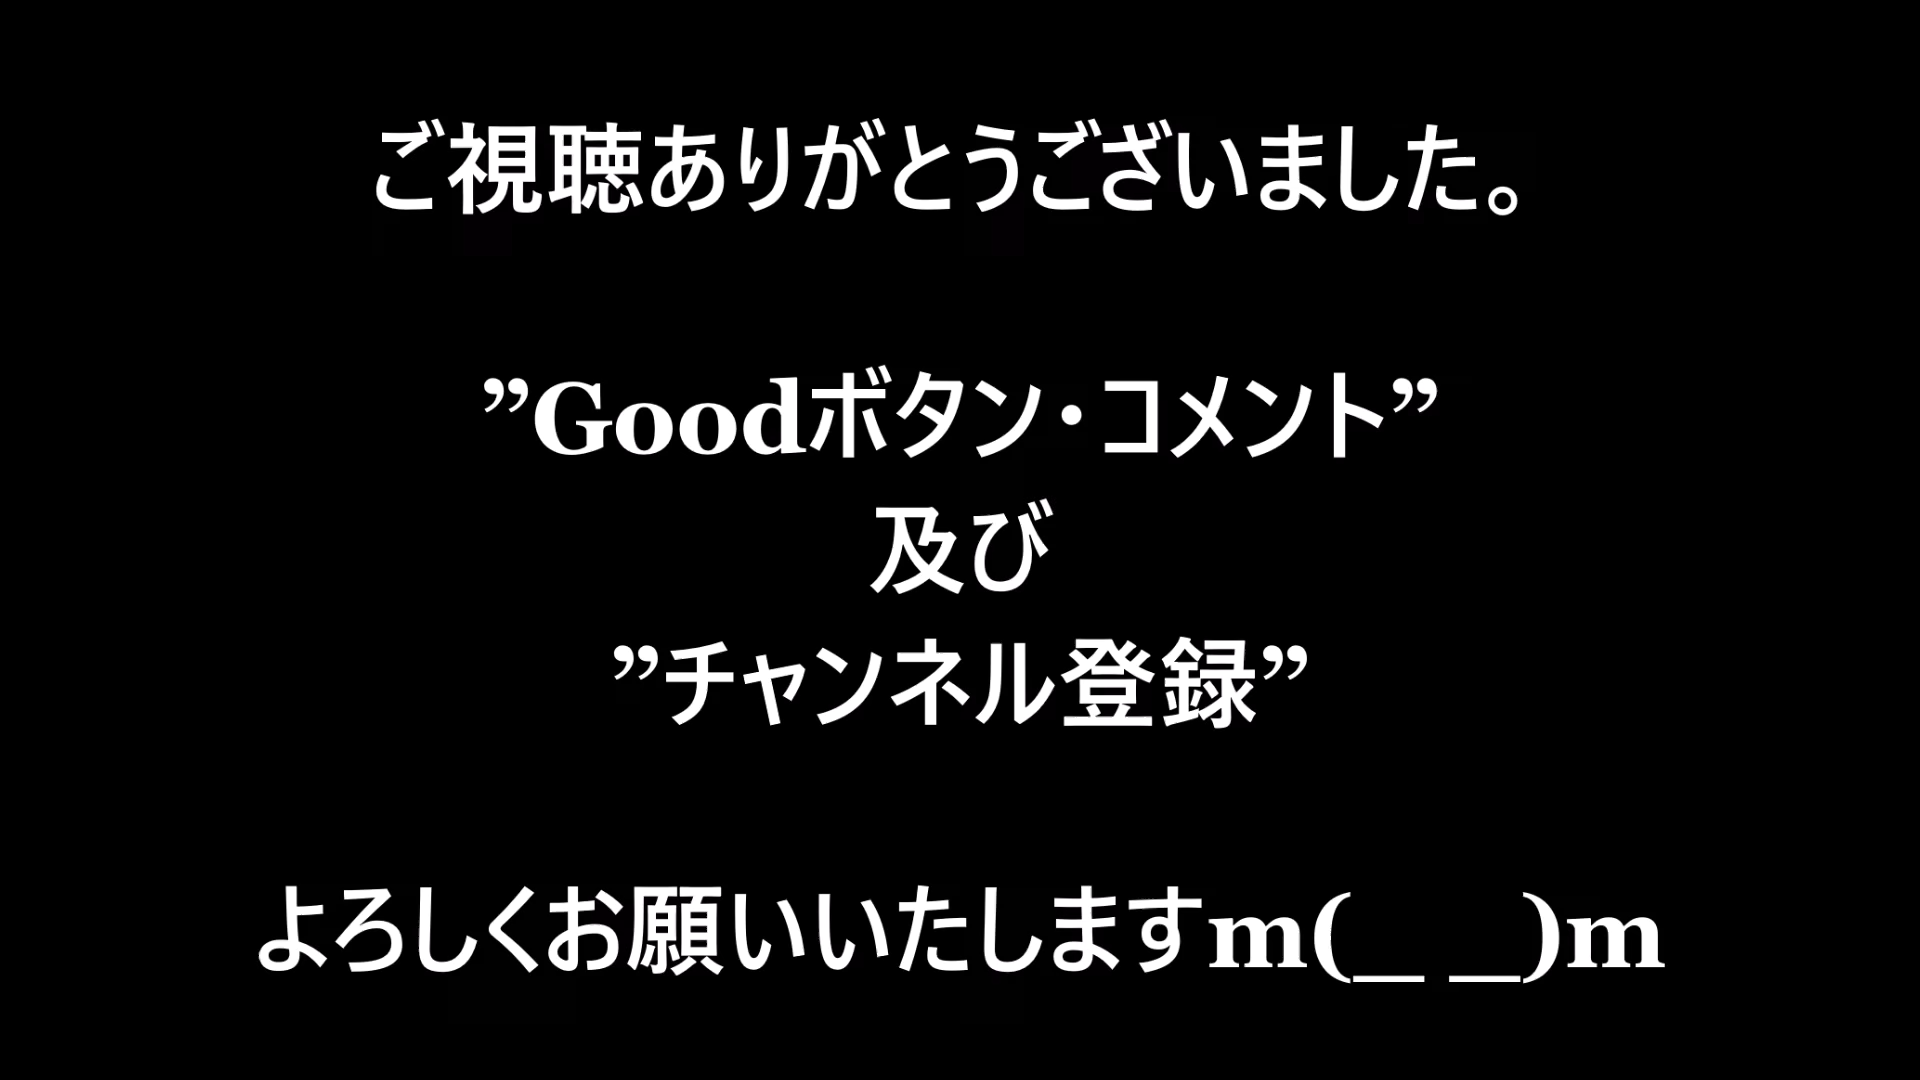 ご視聴ありがとうございました。
”Goodボタン・コメント”
及び
”チャンネル登録”
よろしくお願いいたしますm(_ _)m